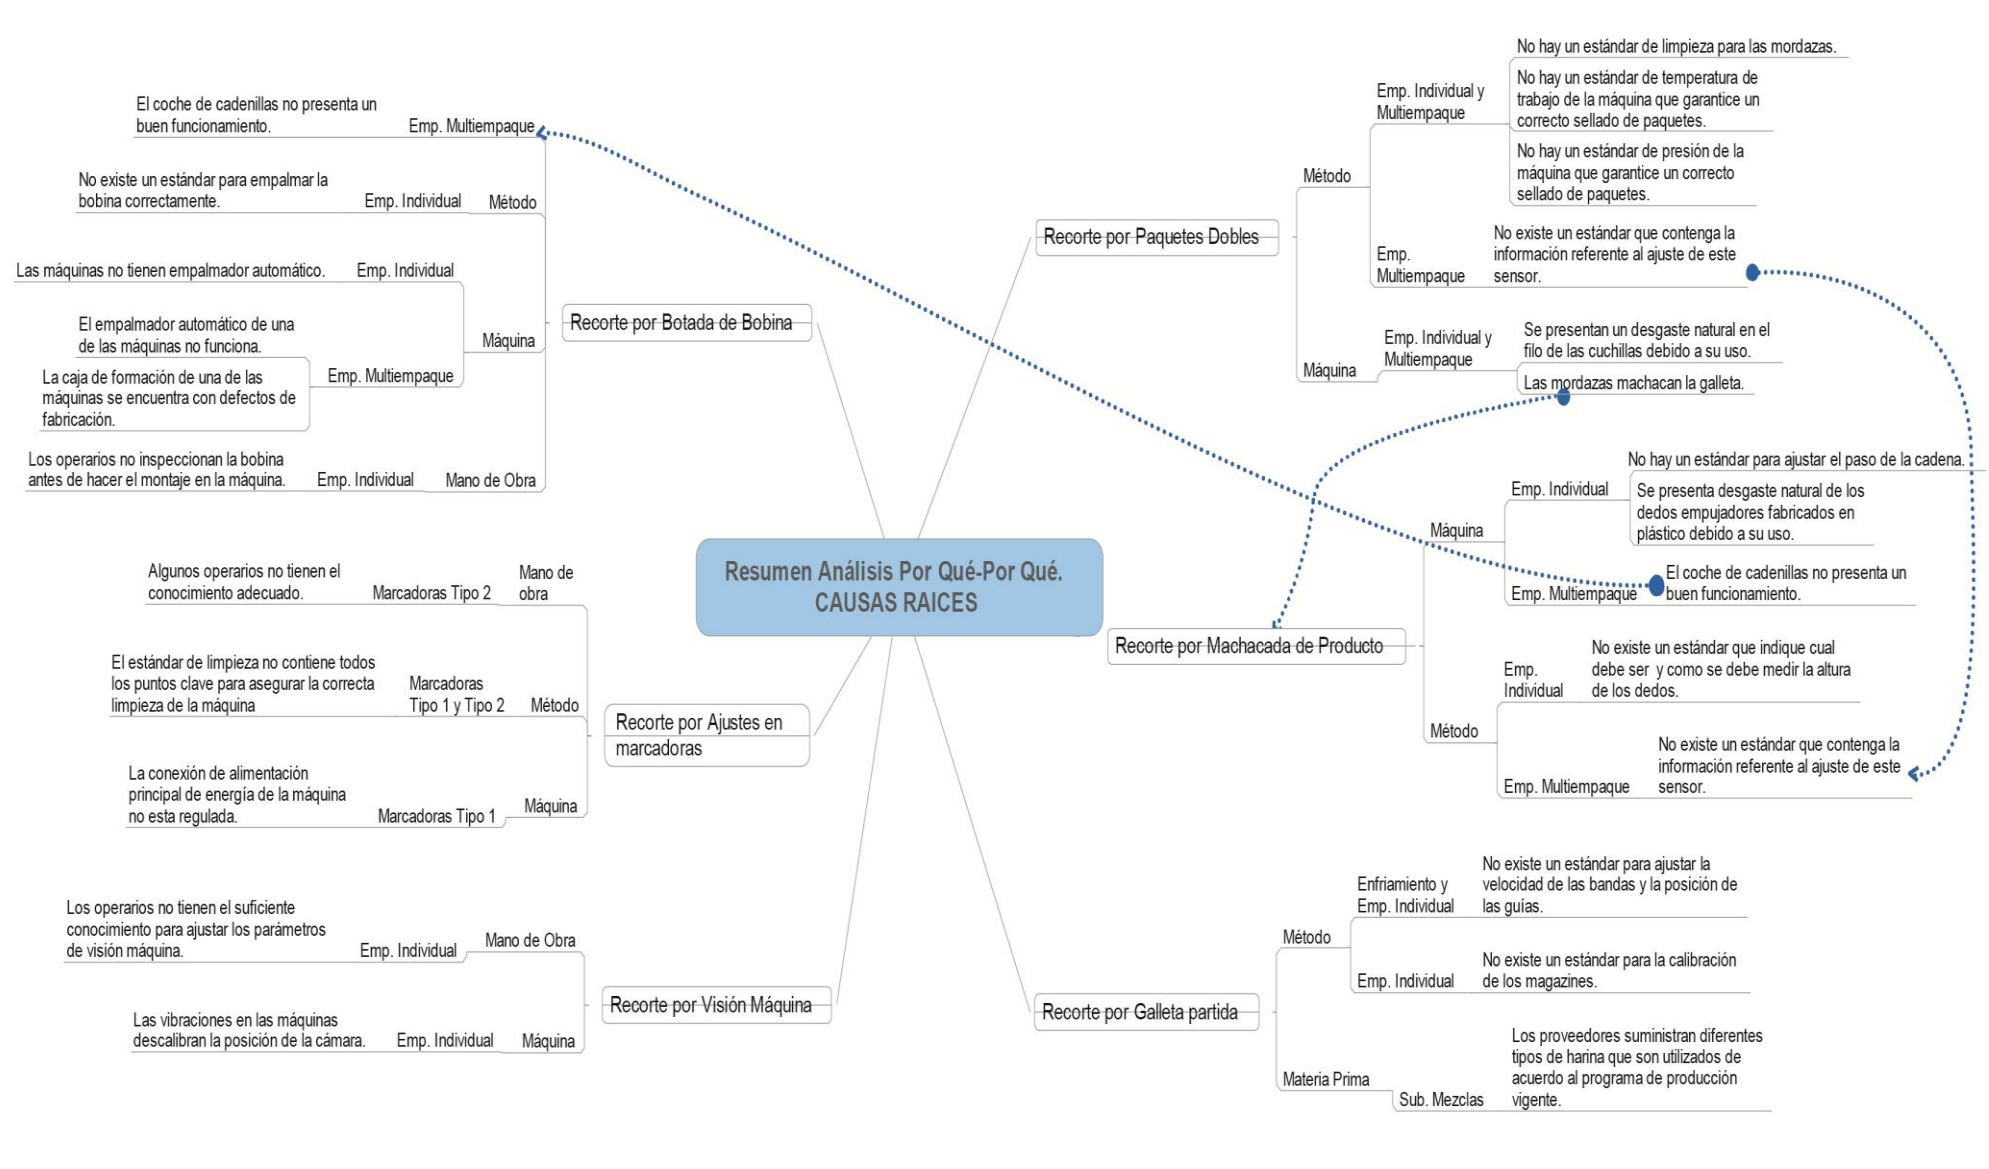 Resumen Análisis Por Qué-Por Qué.
CAUSAS RAICES
Recorte por Botada de Bobina
El coche de cadenillas no presenta un
buen funcionamiento.
Emp. Multiempaque
No existe un estándar para empalmar la
bobina correctamente.
Emp. Individual
Método
Las máquinas no tienen empalmador automático.
Emp. Individual
El empalmador automático de una
de las máquinas no funciona.
La caja de formación de una de las
máquinas se encuentra con defectos de
fabricación.
Emp. Multiempaque
Máquina
Los operarios no inspeccionan la bobina
antes de hacer el montaje en la máquina.
Emp. Individual
Mano de Obra
Recorte por Ajustes en
marcadoras
Algunos operarios no tienen el
conocimiento adecuado.
Marcadoras Tipo 2
Mano de
obra
El estándar de limpieza no contiene todos
los puntos clave para asegurar la correcta
limpieza de la máquina
Marcadoras
Tipo 1 y Tipo 2
Método
La conexión de alimentación
principal de energía de la máquina
no esta regulada.
Marcadoras Tipo 1
Máquina
Recorte por Visión Máquina
Los operarios no tienen el suficiente
conocimiento para ajustar los parámetros
de visión máquina.
Emp. Individual
Mano de Obra
Las vibraciones en las máquinas
descalibran la posición de la cámara.
Emp. Individual
Máquina
Recorte por Paquetes Dobles
Método
Emp. Individual y
Multiempaque
No hay un estándar de limpieza para las mordazas.
No hay un estándar de temperatura de
trabajo de la máquina que garantice un
correcto sellado de paquetes.
No hay un estándar de presión de la
máquina que garantice un correcto
sellado de paquetes.
Emp.
Multiempaque
No existe un estándar que contenga la
información referente al ajuste de este
sensor.
Máquina
Emp. Individual y
Multiempaque
Se presentan un desgaste natural en el
filo de las cuchillas debido a su uso.
Las mordazas machacan la galleta.
Recorte por Machacada de Producto
Máquina
Emp. Individual
No hay un estándar para ajustar el paso de la cadena.
Se presenta desgaste natural de los
dedos empujadores fabricados en
plástico debido a su uso.
Emp. Multiempaque
El coche de cadenillas no presenta un
buen funcionamiento.
Método
Emp.
Individual
No existe un estándar que indique cual
debe ser y como se debe medir la altura
de los dedos.
Emp. Multiempaque
No existe un estándar que contenga la
información referente al ajuste de este
sensor.
Recorte por Galleta partida
Método
Enfriamiento y
Emp. Individual
No existe un estándar para ajustar la
velocidad de las bandas y la posición de
las guías.
Emp. Individual
No existe un estándar para la calibración
de los magazines.
Materia Prima
Sub. Mezclas
Los proveedores suministran diferentes
tipos de harina que son utilizados de
acuerdo al programa de producción
vigente.